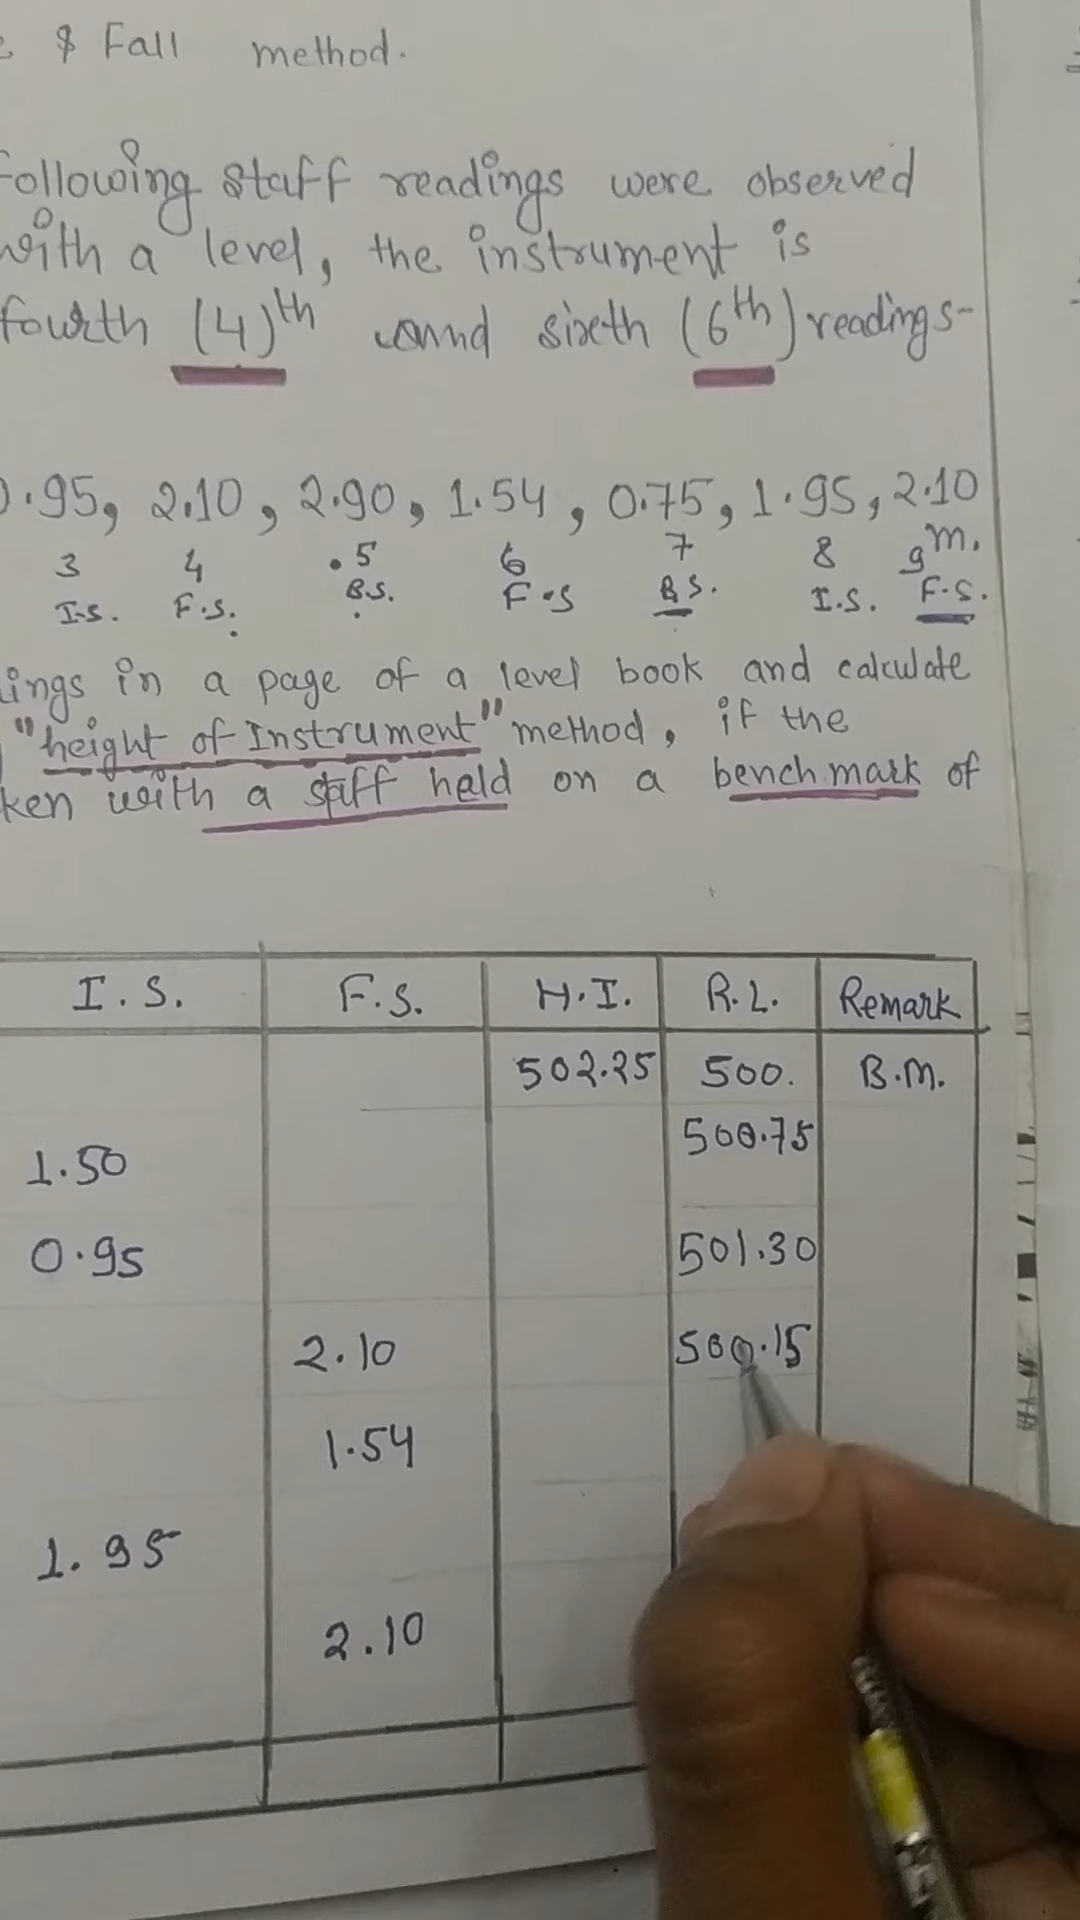 & Fall method.
Following staff readings were observed
with a level, the instrument is
fourth (4)th and sixth (6th) readings-
0.95, 2.10, 2.90, 1.54, 0.75, 1.95, 2.10
m.
3 4 .5 6 7 8 9
I.S. F.S. B.S. F.S B.S. I.S. F.S.
ings in a page of a level book and calculate
"height of Instrument" method, if the
ken with a staff held on a benchmark of
I.S. F.S. H.I. R.L. Remark
502.25 500. B.M.
1.50 500.75
0.95 501.30
2.10 500.15
1.54
1.95
2.10